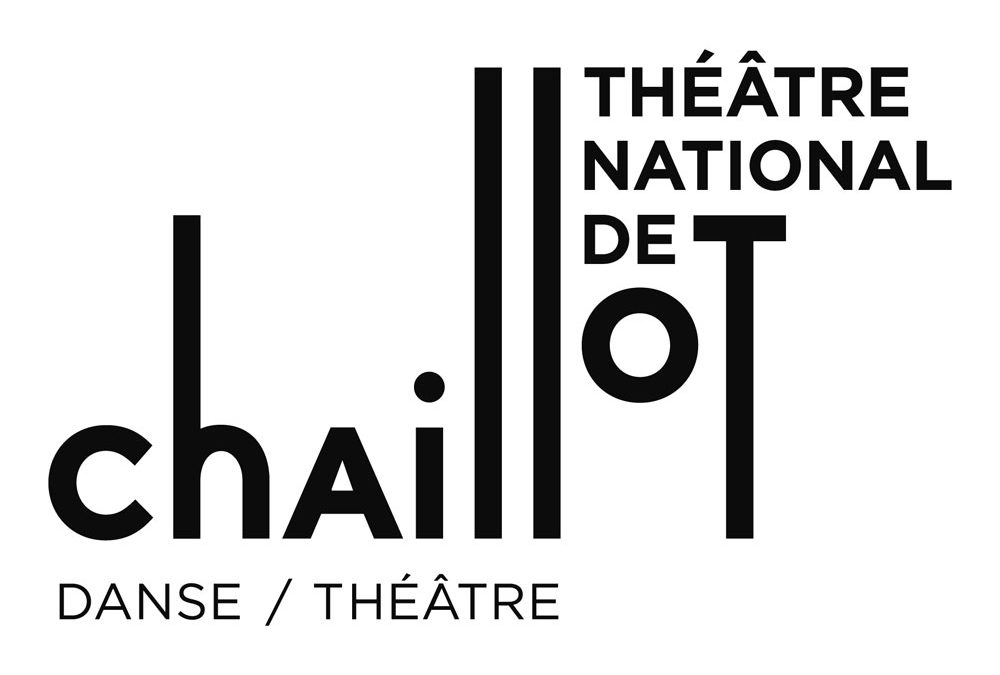 THÉÂTRE
NATIONAL
DE
chAillOT
DANSE / THÉÂTRE